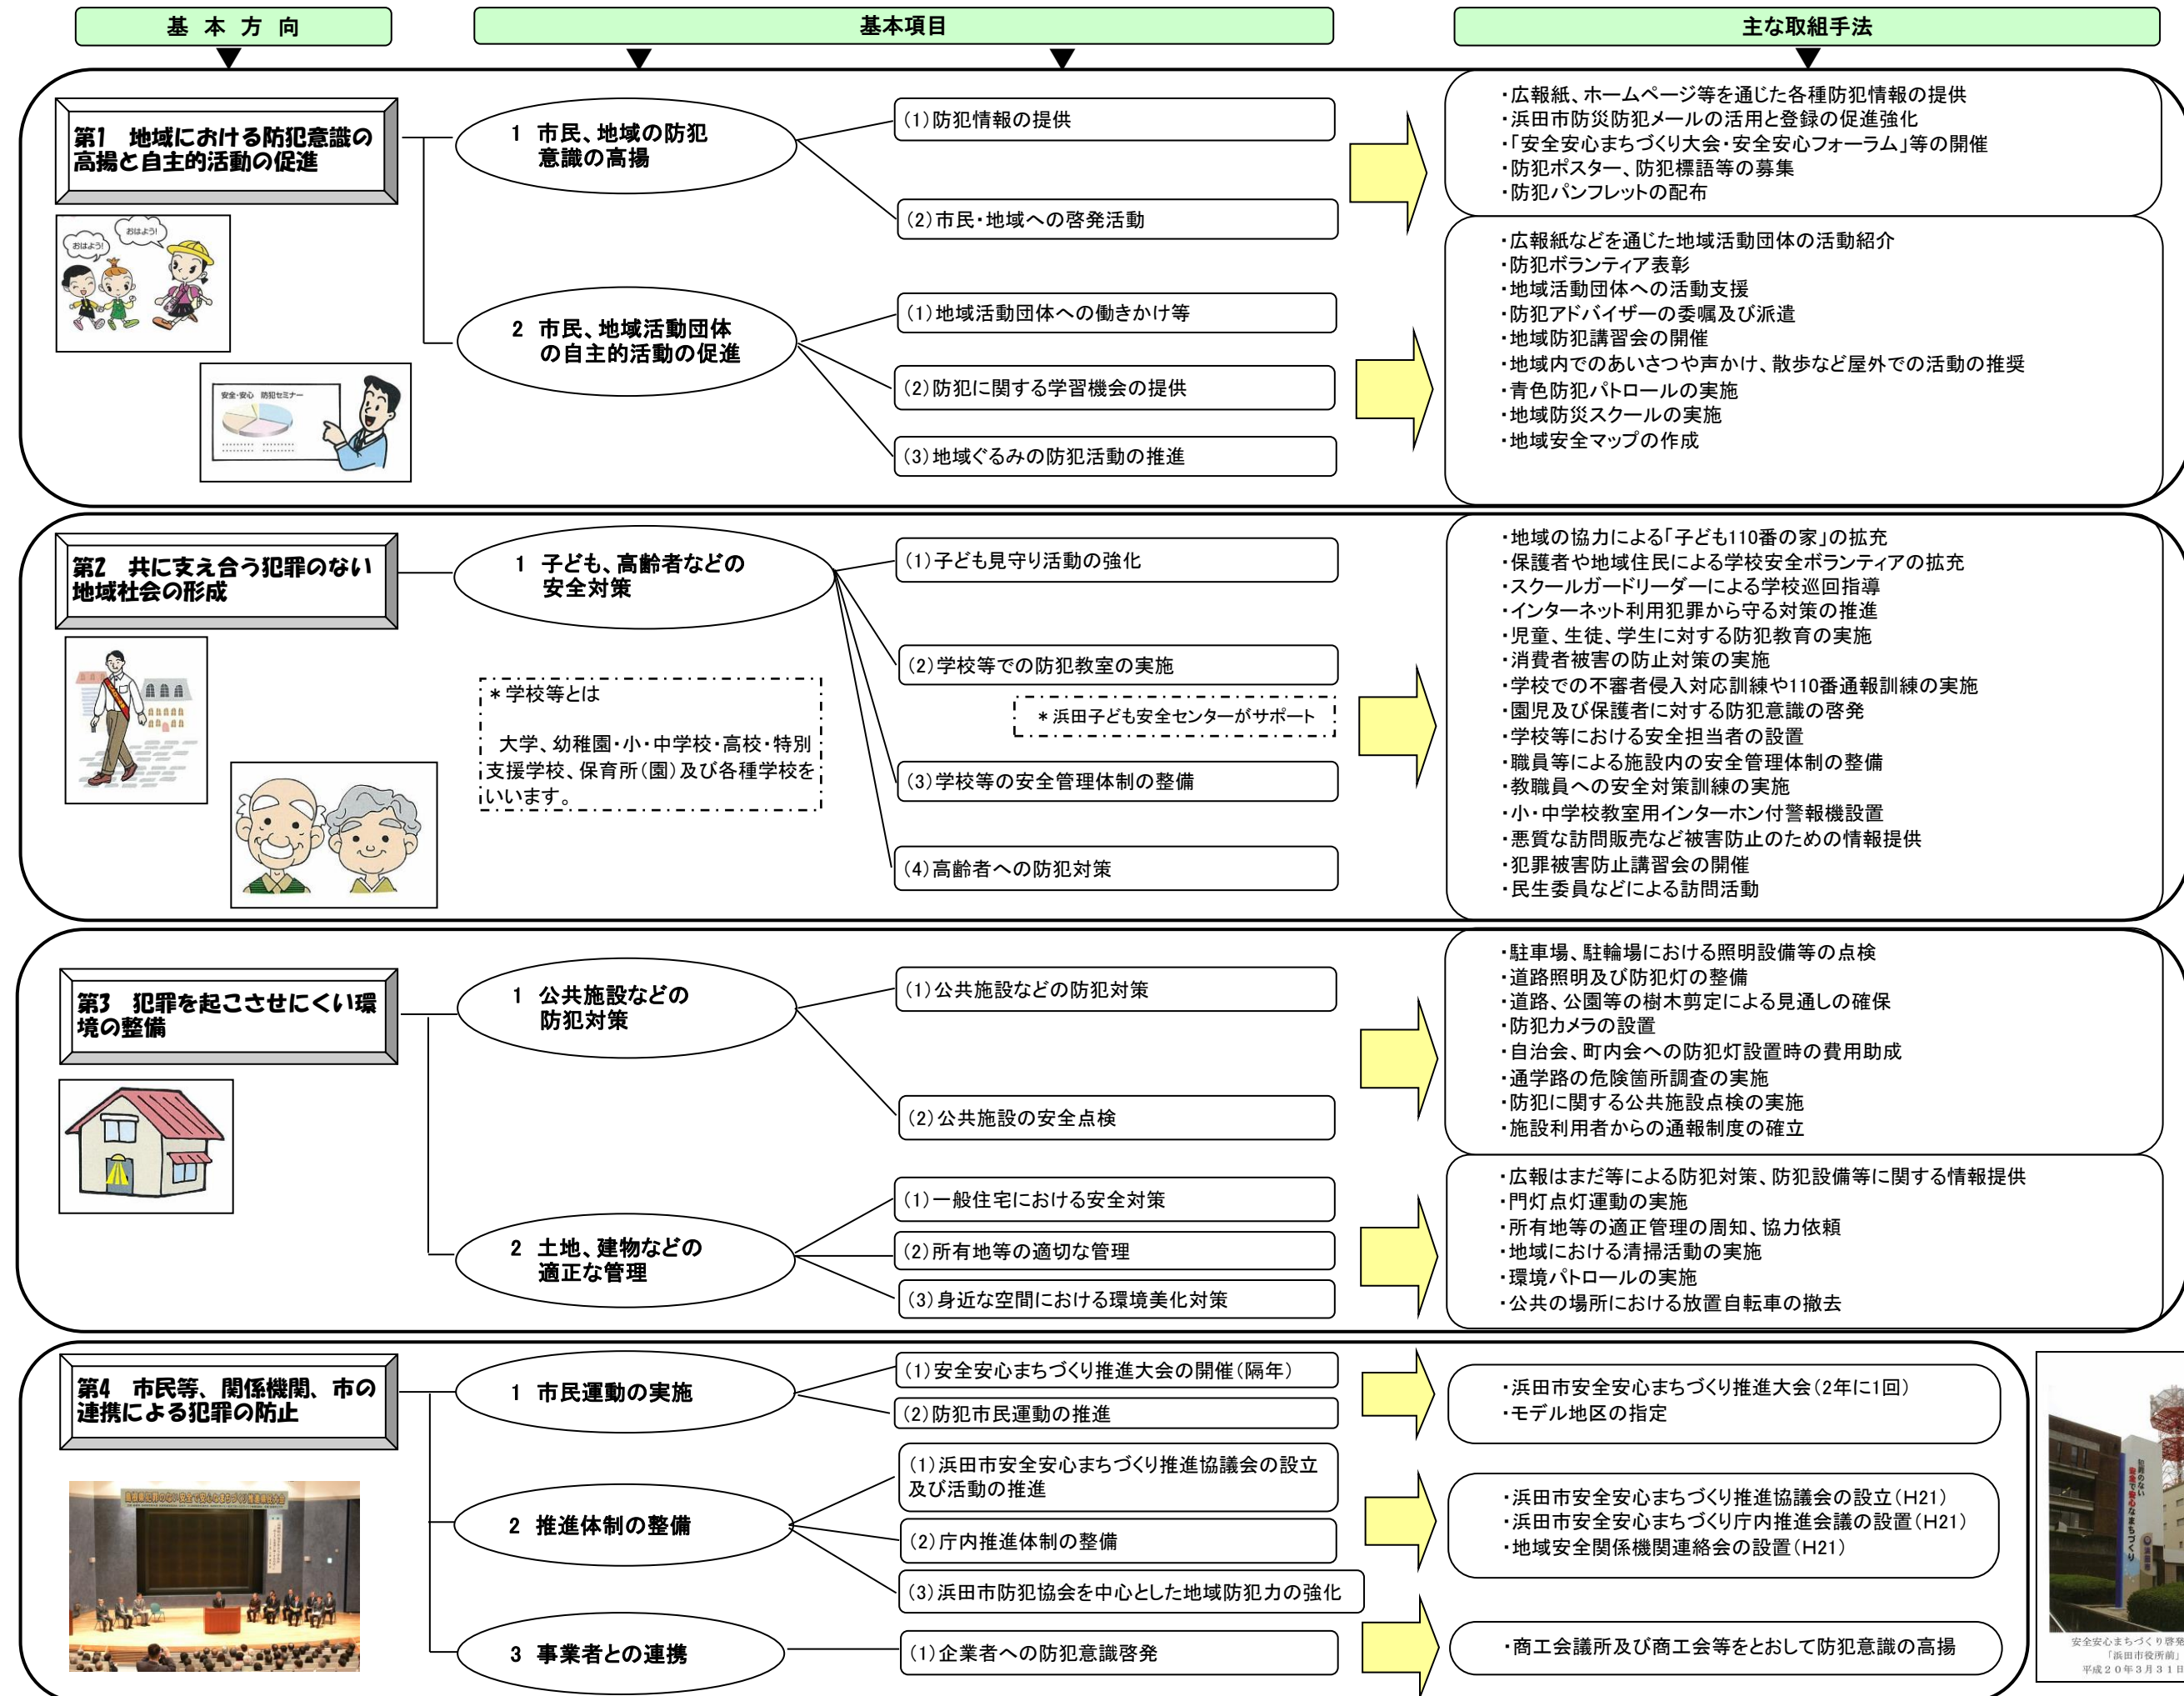 基本方向
基本項目
主な取組手法
第1 地域における防犯意識の
高揚と自主的活動の促進
おはよう!
おはよう!
安全・安心 防犯セミナー
1 市民、地域の防犯
意識の高揚
(1)防犯情報の提供
(2)市民・地域への啓発活動
・広報紙、ホームページ等を通じた各種防犯情報の提供
・浜田市防災防犯メールの活用と登録の促進強化
・「安全安心まちづくり大会・安全安心フォーラム」等の開催
・防犯ポスター、防犯標語等の募集
・防犯パンフレットの配布
2 市民、地域活動団体
の自主的活動の促進
(1)地域活動団体への働きかけ等
(2)防犯に関する学習機会の提供
(3)地域ぐるみの防犯活動の推進
・広報紙などを通じた地域活動団体の活動紹介
・防犯ボランティア表彰
・地域活動団体への活動支援
・防犯アドバイザーの委嘱及び派遣
・地域防犯講習会の開催
・地域内でのあいさつや声かけ、散歩など屋外での活動の推奨
・青色防犯パトロールの実施
・地域防災スクールの実施
・地域安全マップの作成
第2 共に支え合う犯罪のない
地域社会の形成
1 子ども、高齢者などの
安全対策
*学校等とは
大学、幼稚園・小・中学校・高校・特別
支援学校、保育所(園)及び各種学校を
いいます。
(1)子ども見守り活動の強化
(2)学校等での防犯教室の実施
*浜田子ども安全センターがサポート
(3)学校等の安全管理体制の整備
(4)高齢者への防犯対策
・地域の協力による「子ども110番の家」の拡充
・保護者や地域住民による学校安全ボランティアの拡充
・スクールガードリーダーによる学校巡回指導
・インターネット利用犯罪から守る対策の推進
・児童、生徒、学生に対する防犯教育の実施
・消費者被害の防止対策の実施
・学校での不審者侵入対応訓練や110番通報訓練の実施
・園児及び保護者に対する防犯意識の啓発
・学校等における安全担当者の設置
・職員等による施設内の安全管理体制の整備
・教職員への安全対策訓練の実施
・小・中学校教室用インターホン付警報機設置
・悪質な訪問販売など被害防止のための情報提供
・犯罪被害防止講習会の開催
・民生委員などによる訪問活動
第3 犯罪を起こさせにくい環
境の整備
1 公共施設などの
防犯対策
(1)公共施設などの防犯対策
(2)公共施設の安全点検
・駐車場、駐輪場における照明設備等の点検
・道路照明及び防犯灯の整備
・道路、公園等の樹木剪定による見通しの確保
・防犯カメラの設置
・自治会、町内会への防犯灯設置時の費用助成
・通学路の危険箇所調査の実施
・防犯に関する公共施設点検の実施
・施設利用者からの通報制度の確立
2 土地、建物などの
適正な管理
(1)一般住宅における安全対策
(2)所有地等の適切な管理
(3)身近な空間における環境美化対策
・広報はまだ等による防犯対策、防犯設備等に関する情報提供
・門灯点灯運動の実施
・所有地等の適正管理の周知、協力依頼
・地域における清掃活動の実施
・環境パトロールの実施
・公共の場所における放置自転車の撤去
第4 市民等、関係機関、市の
連携による犯罪の防止
1 市民運動の実施
(1)安全安心まちづくり推進大会の開催(隔年)
(2)防犯市民運動の推進
・浜田市安全安心まちづくり推進大会(2年に1回)
・モデル地区の指定
2 推進体制の整備
(1)浜田市安全安心まちづくり推進協議会の設立
及び活動の推進
(2)庁内推進体制の整備
(3)浜田市防犯協会を中心とした地域防犯力の強化
・浜田市安全安心まちづくり推進協議会の設立(H21)
・浜田市安全安心まちづくり庁内推進会議の設置(H21)
・地域安全関係機関連絡会の設置(H21)
3 事業者との連携
(1)企業者への防犯意識啓発
・商工会議所及び商工会等をとおして防犯意識の高揚
犯罪のない
安全で安心なまちづくり
浜田市
安全安心まちづくり啓発
「浜田市役所前」
平成20年3月31日